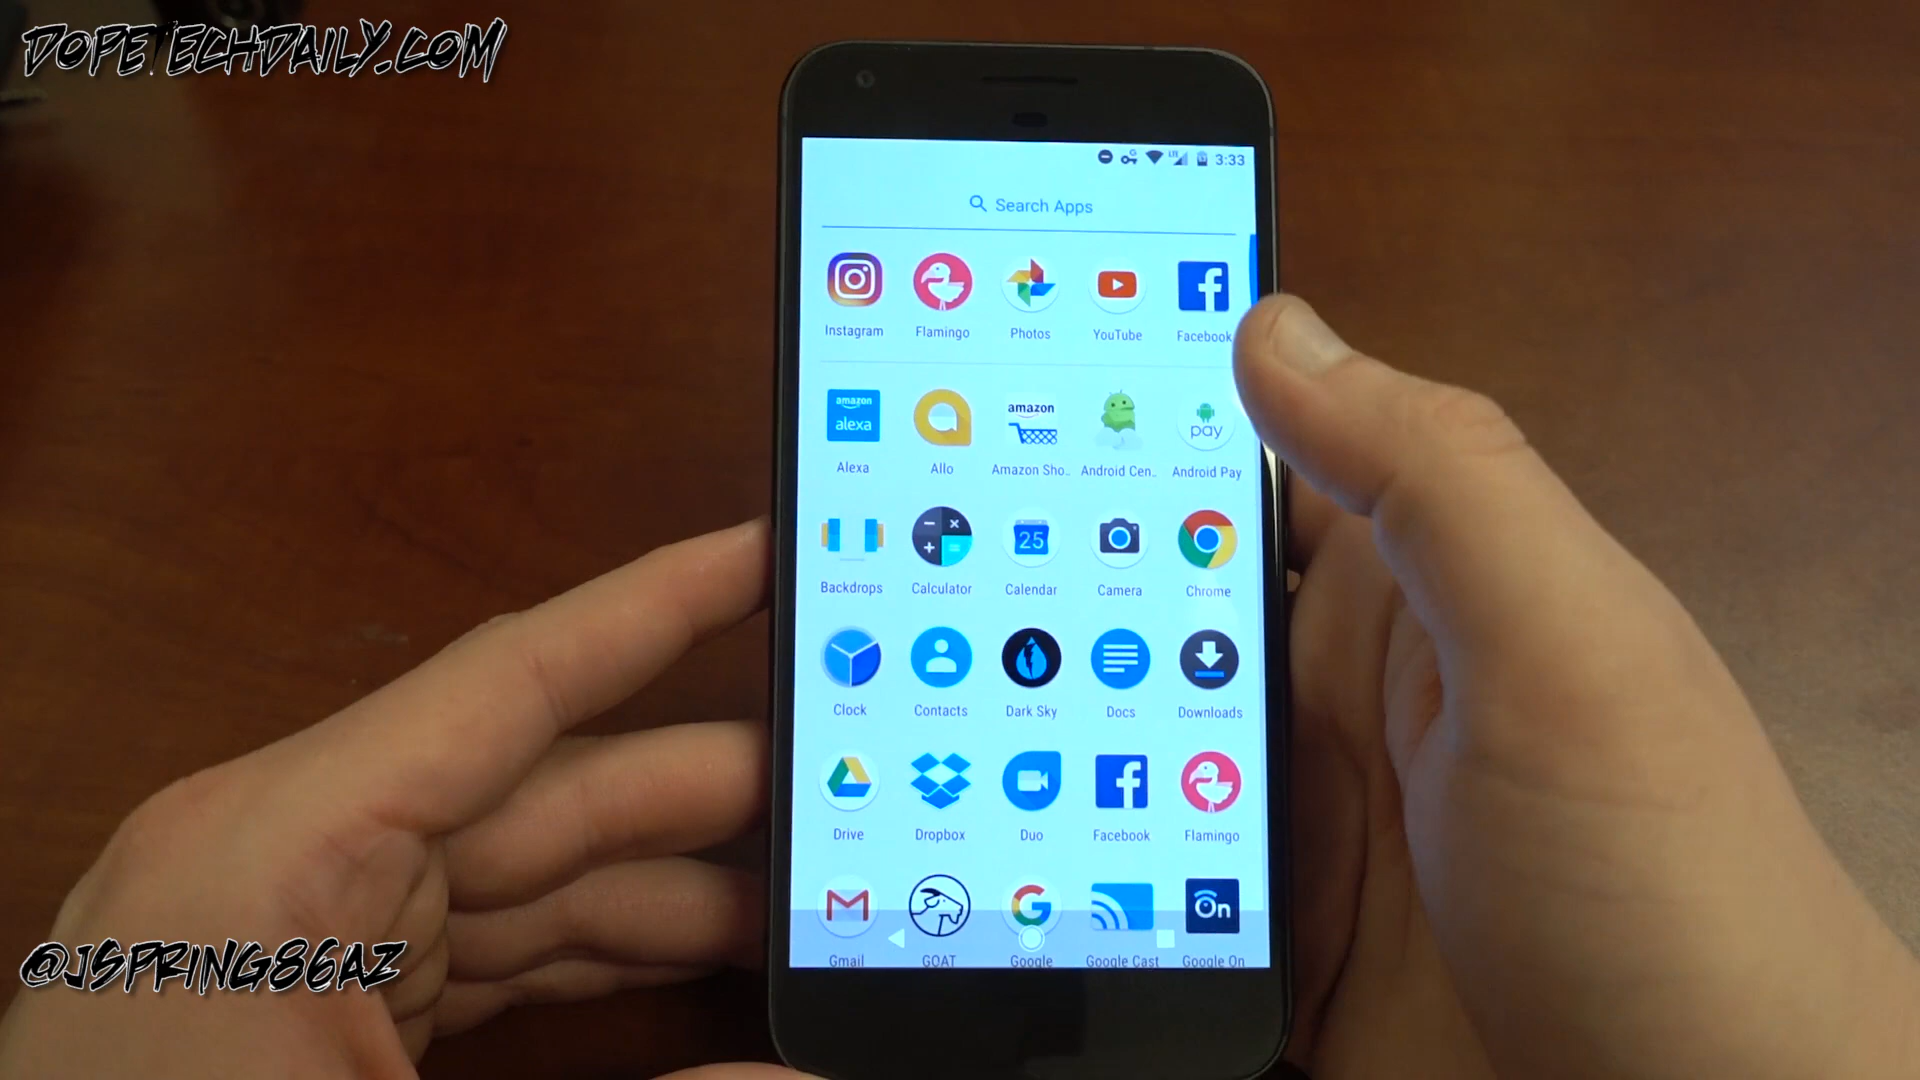 DOPETECHDAILY.COM
3:33
Search Apps
Instagram Flamingo Photos YouTube Facebook
amazon alexa amazon pay
Alexa Allo Amazon Sho.. Android Cen.. Android Pay
25
Backdrops Calculator Calendar Camera Chrome
Clock Contacts Dark Sky Docs Downloads
Drive Dropbox Duo Facebook Flamingo
On
Gmail GOAT Google Google Cast Google On
@JSPRING86AZ